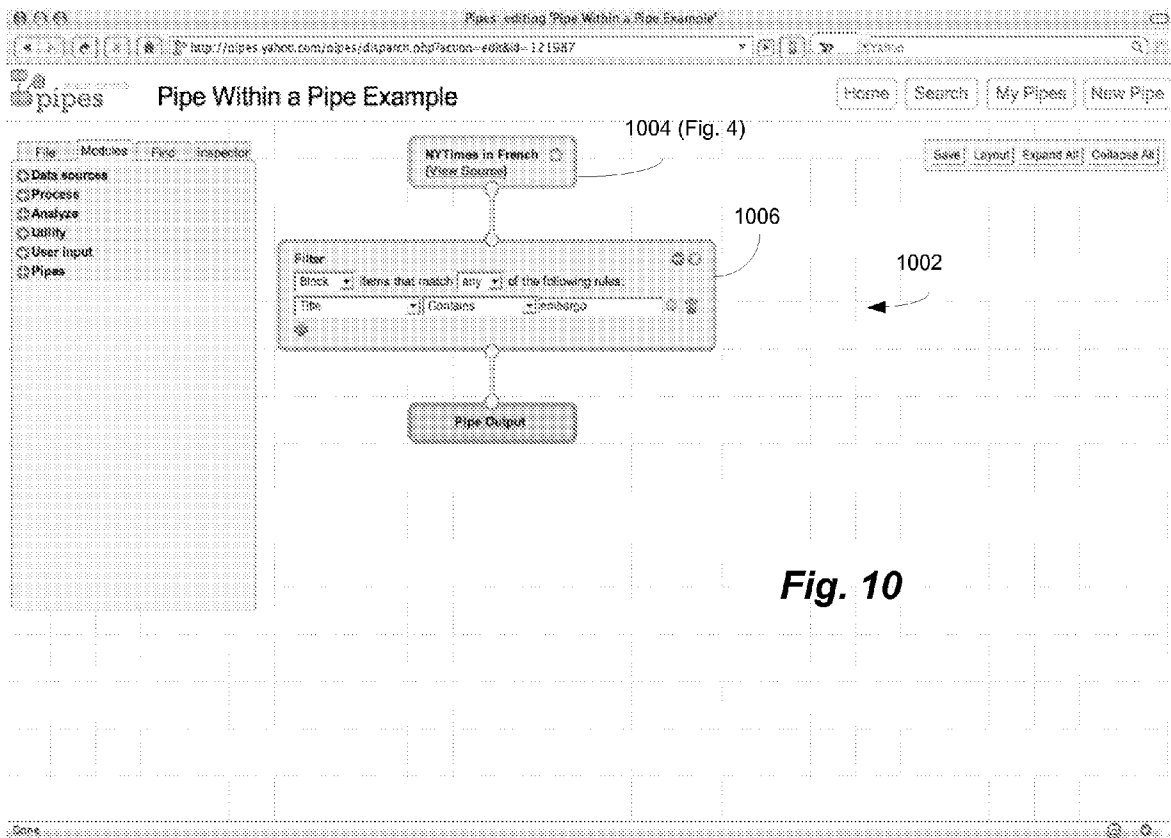 Pipes: editing 'Pipe Within a Pipe Example'
http://pipes.yahoo.com/pipes/dispatch.php?action=edit&id=121987
pipes
Pipe Within a Pipe Example
Home
Search
My Pipes
New Pipe
File
Modules
Find
Inspector
Data sources
Process
Analyze
Utility
User input
Pipes
1004 (Fig. 4)
NYTimes in French
[View Source]
Save
Layout
Expand All
Collapse All
1006
Filter
Block items that match any of the following rules:
Title Contains embargo
1002
Pipe Output
Fig. 10
Done